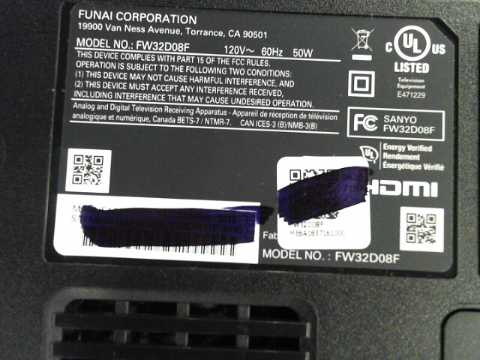 FUNAI CORPORATION
19900 Van Ness Avenue, Torrance, CA 90501
MODEL NO.: FW32D08F 120V~ 60Hz 50W
THIS DEVICE COMPLIES WITH PART 15 OF THE FCC RULES.
OPERATION IS SUBJECT TO THE FOLLOWING TWO CONDITIONS:
(1) THIS DEVICE MAY NOT CAUSE HARMFUL INTERFERENCE, AND
(2) THIS DEVICE MUST ACCEPT ANY INTERFERENCE RECEIVED,
INCLUDING INTERFERENCE THAT MAY CAUSE UNDESIRED OPERATION.
Analog and Digital Television Receiving Apparatus - Appareil de réception de télévision
analogique et numérique, Canada BETS-7 / NTMR-7. CAN ICES-3 (B)/NMB-3(B)
C UL US
LISTED
Television
Equipment
E471229
FC SANYO
FW32D08F
UL
Energy Verified
Rendement
Énergétique Vérifié
HDMI
FW32D08F
Fab
MODEL NO. : FW32D08F